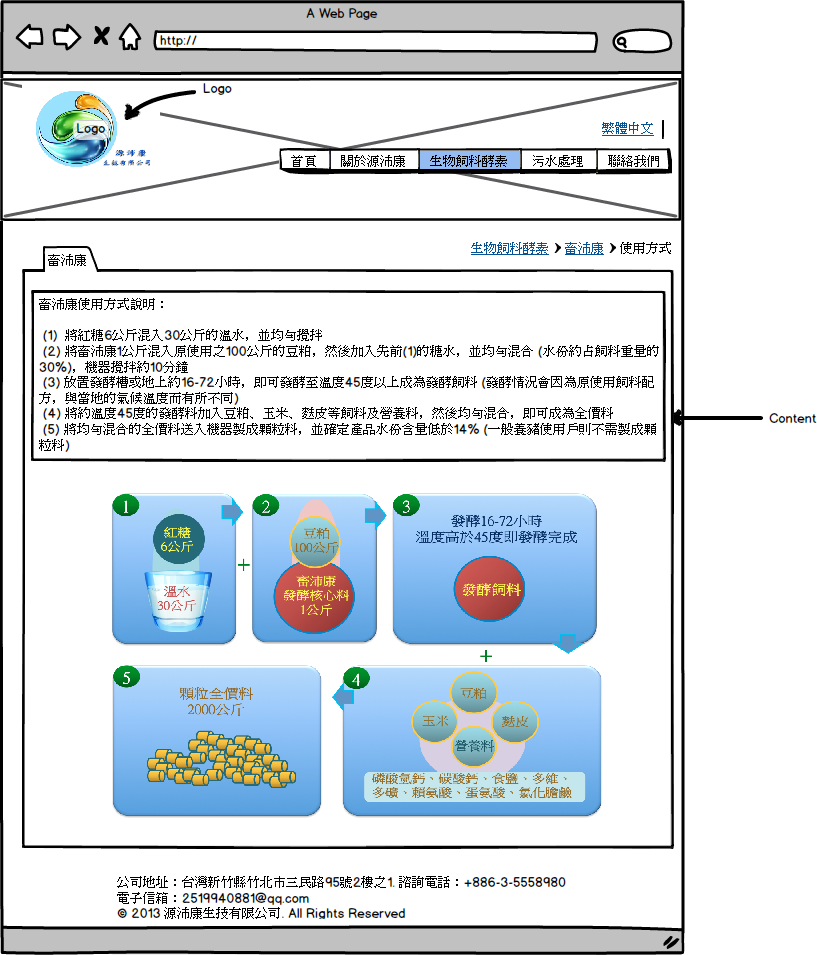 A Web Page
http://
Logo
Logo
源沛康
生技有限公司
繁體中文
首頁
關於源沛康
生物飼料酵素
污水處理
聯絡我們
生物飼料酵素 > 畜沛康 > 使用方式
畜沛康
畜沛康使用方式說明：
(1) 將紅糖6公斤混入30公斤的溫水，並均勻攪拌
(2) 將畜沛康1公斤混入原使用之100公斤的豆粕，然後加入先前(1)的糖水，並均勻混合 (水份約占飼料重量的
30%)，機器攪拌約10分鐘
(3) 放置發酵槽或地上約16-72小時，即可發酵至溫度45度以上成為發酵飼料 (發酵情況會因為原使用飼料配
方，與當地的氣候溫度而有所不同)
(4) 將約溫度45度的發酵料加入豆粕、玉米、麩皮等飼料及營養料，然後均勻混合，即可成為全價料
(5) 將均勻混合的全價料送入機器製成顆粒料，並確定產品水份含量低於14% (一般養豬使用戶則不需製成顆
粒料)
Content
1
紅糖
6公斤
溫水
30公斤
+
2
豆粕
100公斤
畜沛康
發酵核心料
1公斤
3
發酵16-72小時
溫度高於45度即發酵完成
發酵飼料
+
4
豆粕
玉米
麩皮
營養料
磷酸氫鈣、碳酸鈣、食鹽、多維、
多礦、賴氨酸、蛋氨酸、氯化膽鹼
5
顆粒全價料
2000公斤
公司地址：台灣新竹縣竹北市三民路95號2樓之1. 諮詢電話：+886-3-5558980
電子信箱：2519940881@qq.com
© 2013 源沛康生技有限公司. All Rights Reserved